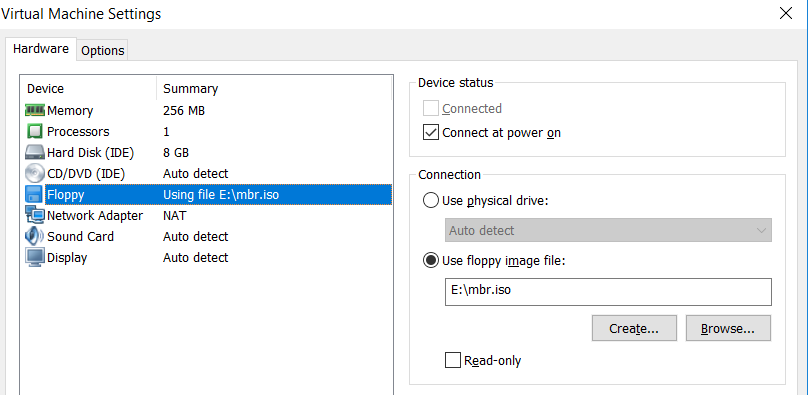 Virtual Machine Settings
Hardware Options
Device Summary
Memory 256 MB
Processors 1
Hard Disk (IDE) 8 GB
CD/DVD (IDE) Auto detect
Floppy Using file E:\mbr.iso
Network Adapter NAT
Sound Card Auto detect
Display Auto detect
Device status
Connected
Connect at power on
Connection
Use physical drive:
Auto detect
Use floppy image file:
E:\mbr.iso
Create... Browse...
Read-only